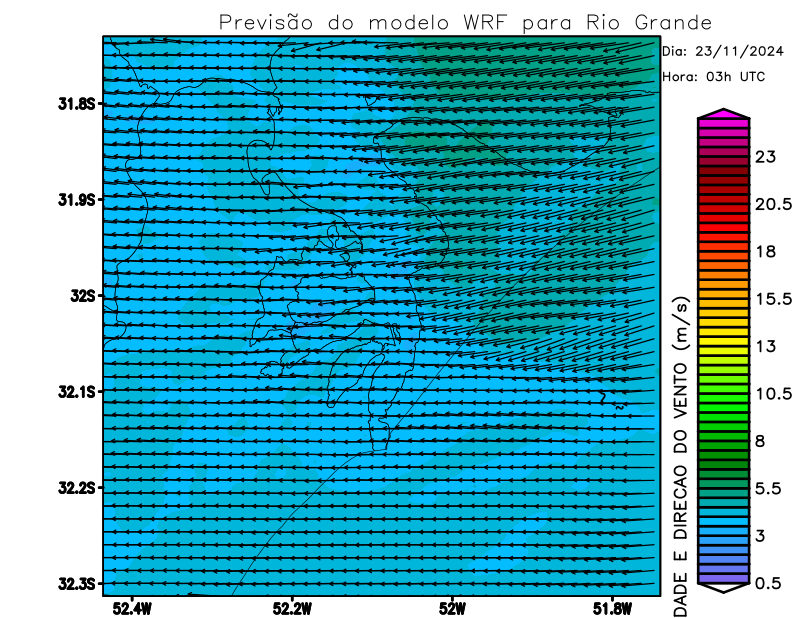 Previsão do modelo WRF para Rio Grande
Dia: 23/11/2024
Hora: 03h UTC
31.8S
31.9S
32S
32.1S
32.2S
32.3S
52.4W
52.2W
52W
51.8W
23
20.5
18
15.5
13
10.5
8
5.5
3
0.5
DADE E DIRECAO DO VENTO (m/s)